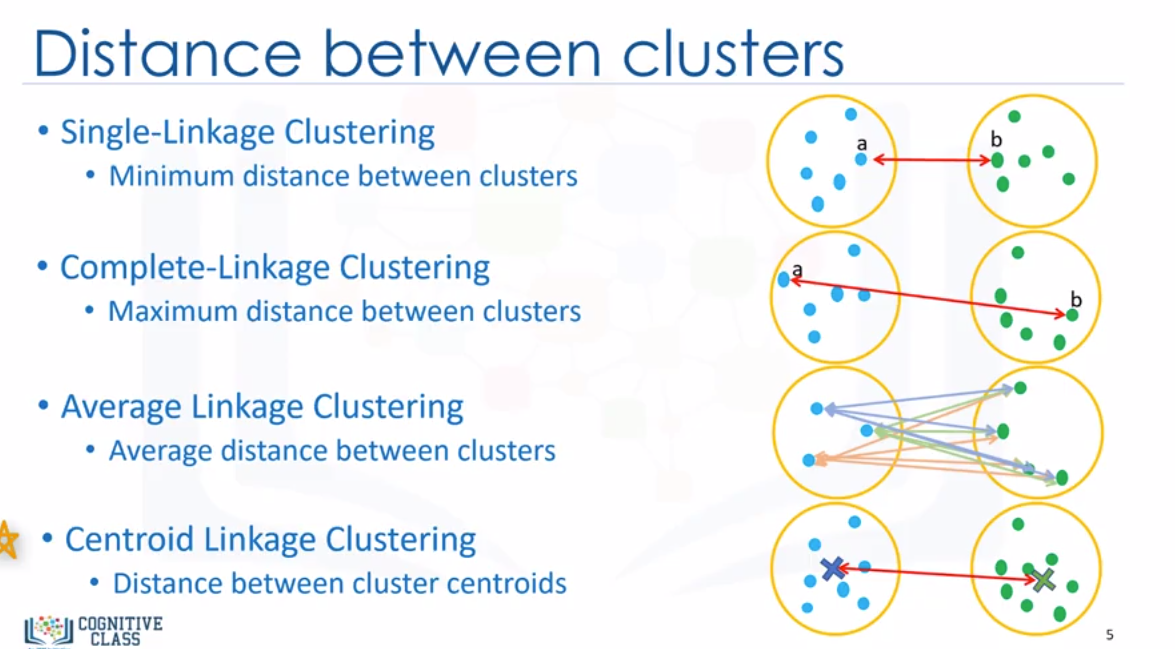 Distance between clusters
• Single-Linkage Clustering
• Minimum distance between clusters
a
b
• Complete-Linkage Clustering
• Maximum distance between clusters
a
b
• Average Linkage Clustering
• Average distance between clusters
• Centroid Linkage Clustering
• Distance between cluster centroids
COGNITIVE
CLASS
5